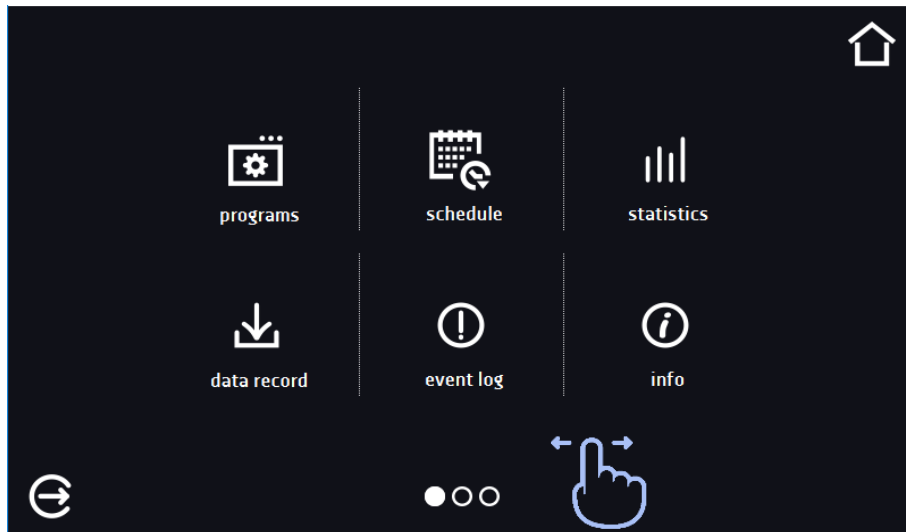 programs
schedule
statistics
data record
event log
info